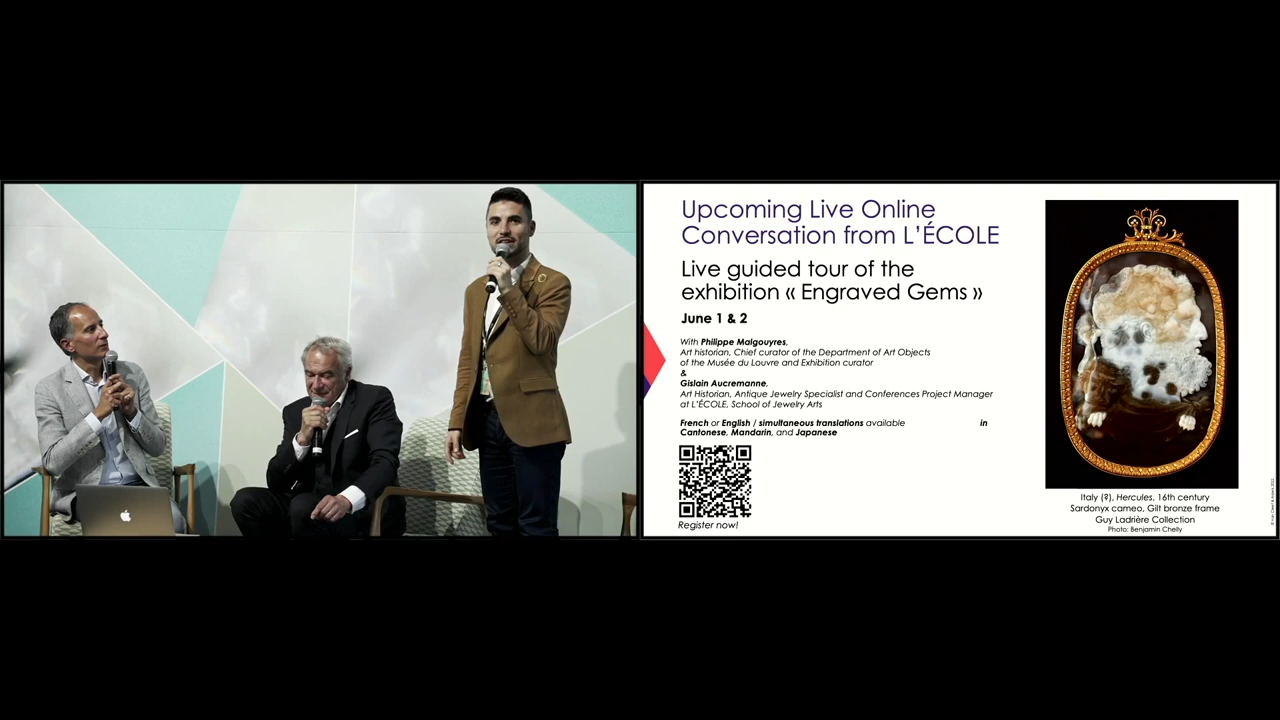 Upcoming Live Online
Conversation from L'ÉCOLE
Live guided tour of the
exhibition « Engraved Gems »
June 1 & 2
With Philippe Malgouyres,
Art historian, Chief curator of the Department of Art Objects
of the Musée du Louvre and Exhibition curator
&
Gislain Aucremanne,
Art Historian, Antique Jewelry Specialist and Conferences Project Manager
at L'ÉCOLE, School of Jewelry Arts
French or English / simultaneous translations available in
Cantonese, Mandarin, and Japanese
Register now!
Italy (?), Hercules, 16th century
Sardonyx cameo, Gilt bronze frame
Guy Ladrière Collection
Photo: Benjamin Chelly